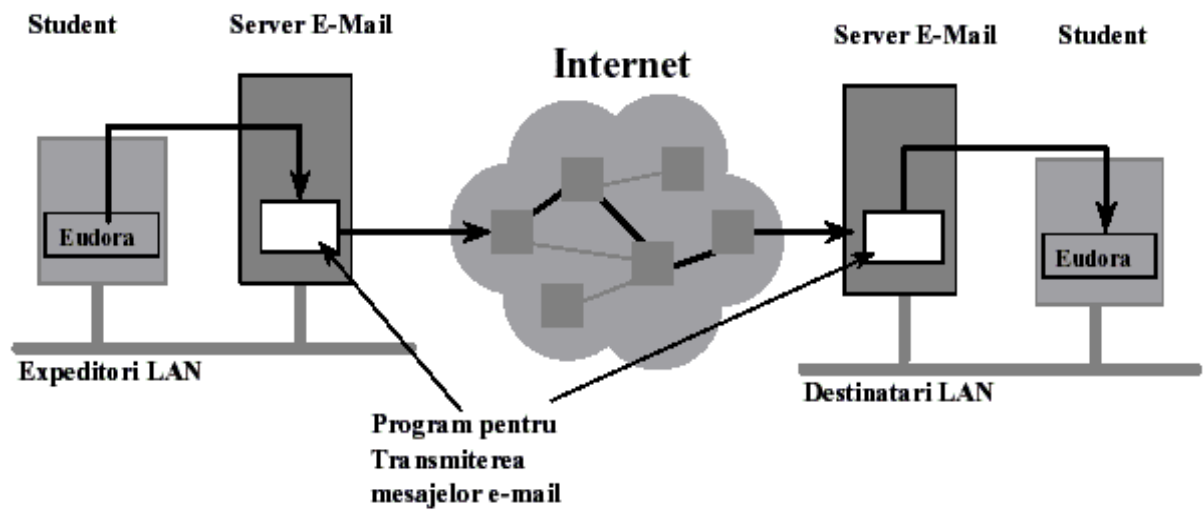 Student
Server E-Mail
Internet
Server E-Mail
Student
Eudora
Eudora
Expeditori LAN
Destinatari LAN
Program pentru
Transmiterea
mesajelor e-mail